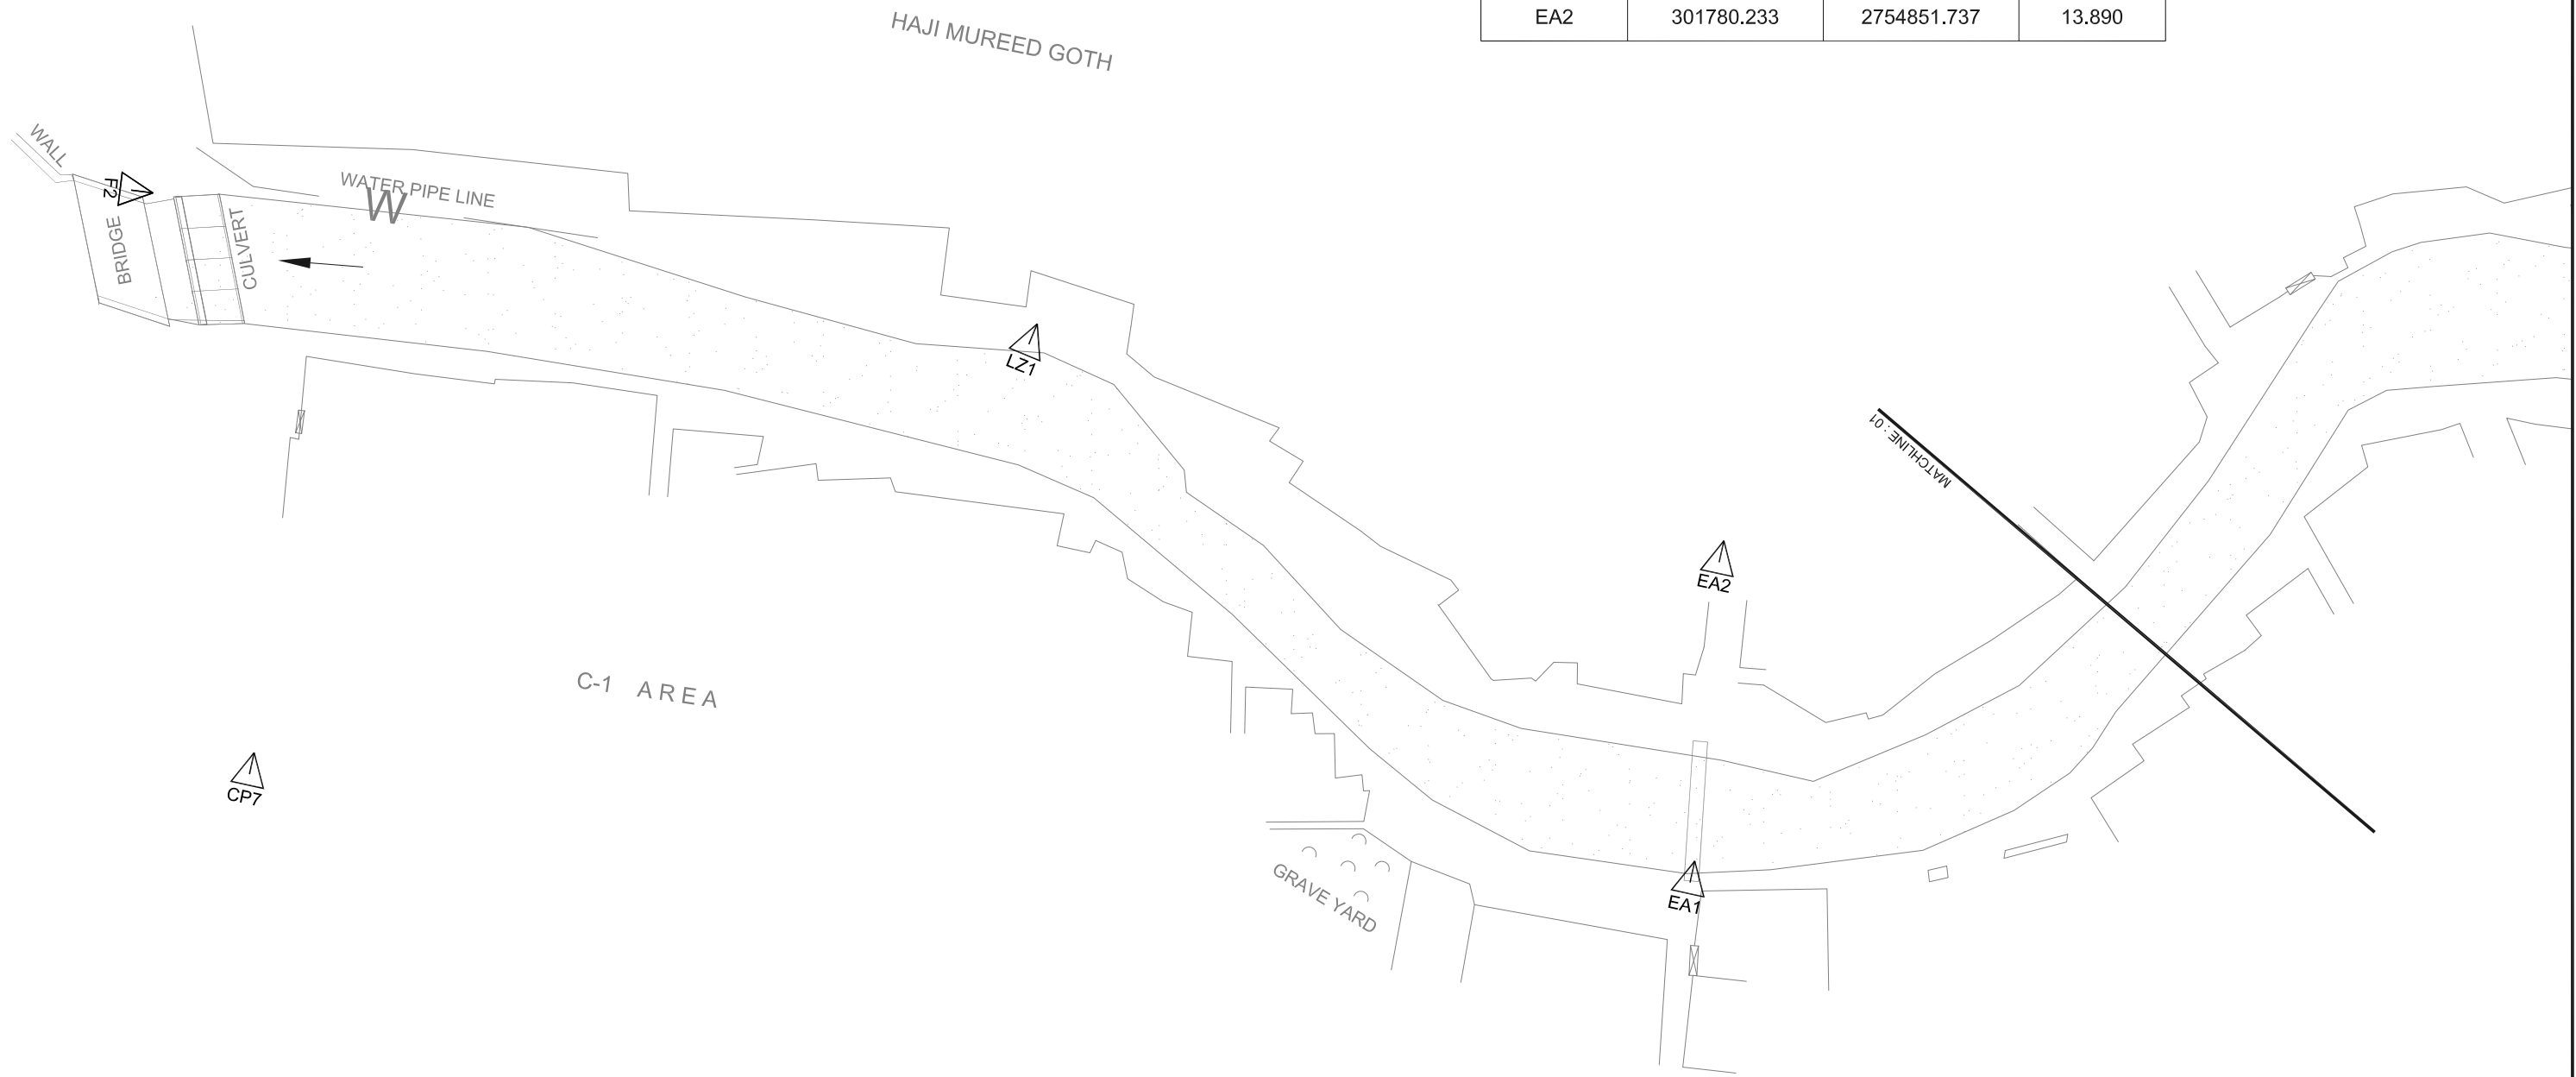 EA2 301780.233 2754851.737 13.890
HAJI MUREED GOTH
WALL
F2
BRIDGE
CULVERT
WATER PIPE LINE
W
LZ1
MATCHLINE : 01
EA2
C-1 AREA
CP7
GRAVE YARD
EA1